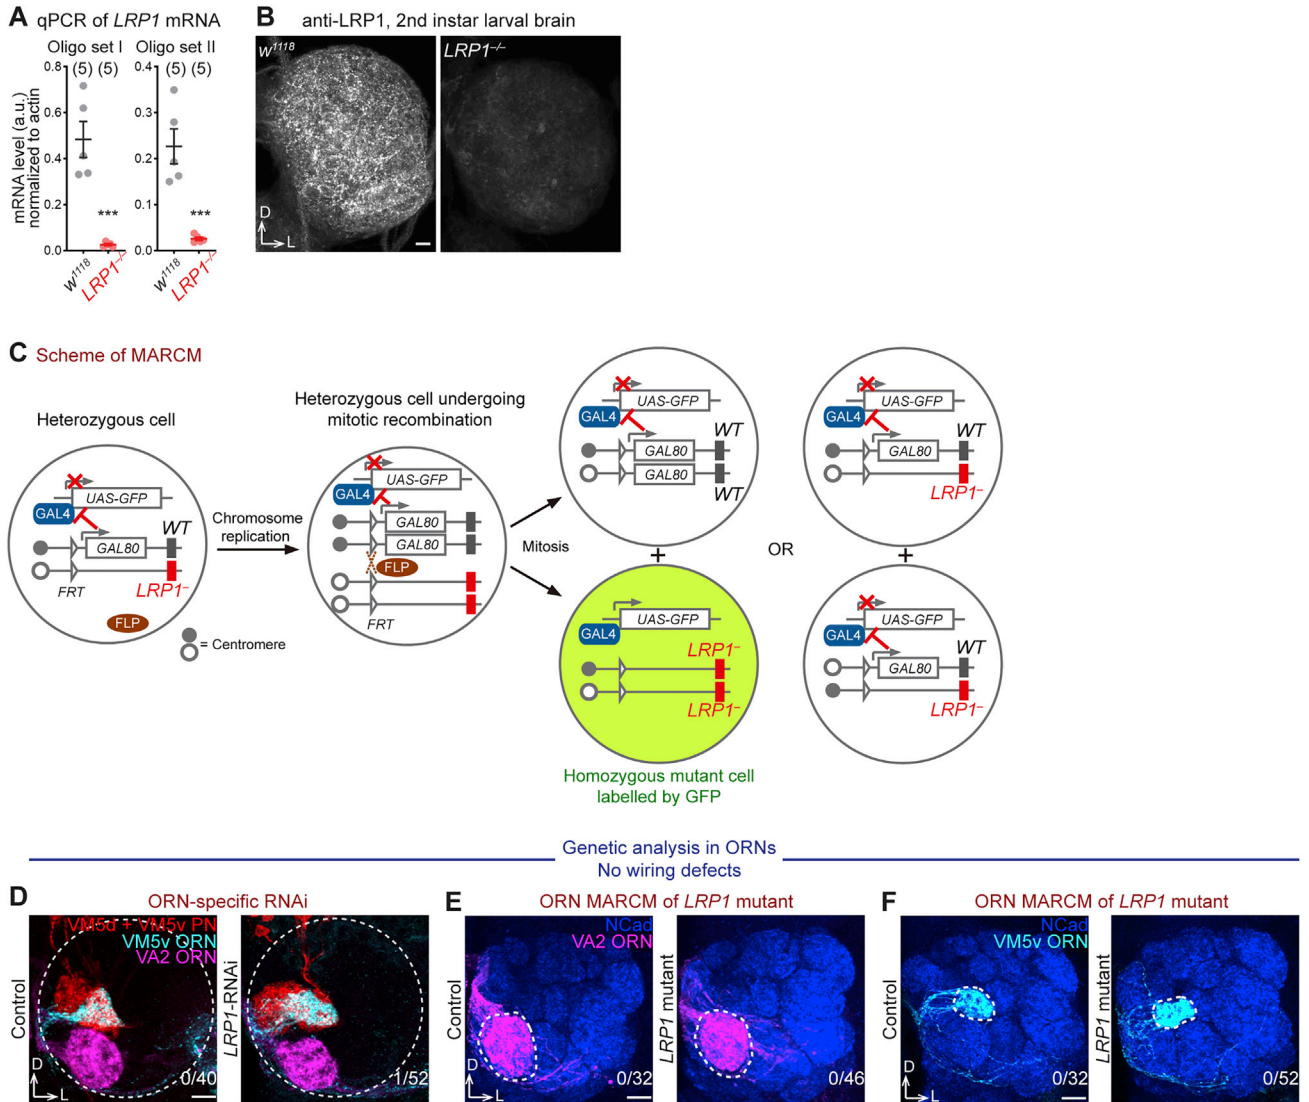 A
qPCR of LRP1 mRNA
Oligo set I
Oligo set II
(5) (5)
(5) (5)
mRNA level (a.u.)
normalized to actin
0.8
0.6
0.4
0.2
0.0
***
w1118
LRP1–/–
0.4
0.3
0.2
0.1
0.0
***
w1118
LRP1–/–
B
anti-LRP1, 2nd instar larval brain
w1118
LRP1–/–
D
L
C
Scheme of MARCM
Heterozygous cell
UAS-GFP
GAL4
WT
GAL80
FRT
LRP1–
FLP
= Centromere
Chromosome
replication
Heterozygous cell undergoing
mitotic recombination
UAS-GFP
GAL4
GAL80
GAL80
FLP
FRT
Mitosis
UAS-GFP
GAL4
WT
GAL80
GAL80
WT
+
UAS-GFP
GAL4
LRP1–
LRP1–
Homozygous mutant cell
labelled by GFP
OR
UAS-GFP
GAL4
WT
GAL80
LRP1–
+
UAS-GFP
GAL4
WT
GAL80
LRP1–
Genetic analysis in ORNs
No wiring defects
D
ORN-specific RNAi
VM5d + VM5v PN
VM5v ORN
VA2 ORN
Control
D
L
0/40
LRP1-RNAi
1/52
E
ORN MARCM of LRP1 mutant
NCad
VA2 ORN
Control
D
L
0/32
LRP1 mutant
0/46
F
ORN MARCM of LRP1 mutant
NCad
VM5v ORN
Control
D
L
0/32
LRP1 mutant
0/52